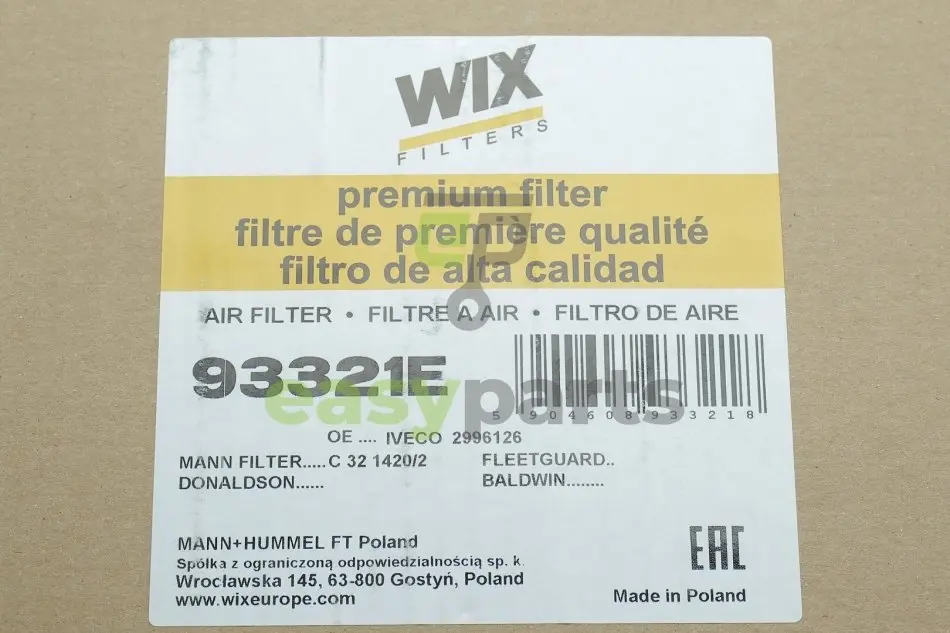 WIX
FILTERS
premium filter
filtre de première qualité
filtro de alta calidad
AIR FILTER • FILTRE A AIR • FILTRO DE AIRE
93321E
5 904608 933218
easyparts
OE .... IVECO 2996126
MANN FILTER.....C 32 1420/2 FLEETGUARD..
DONALDSON...... BALDWIN........
MANN+HUMMEL FT Poland
Spółka z ograniczoną odpowiedzialnością sp. k.
Wrocławska 145, 63-800 Gostyń, Poland
www.wixeurope.com
EAC
Made in Poland